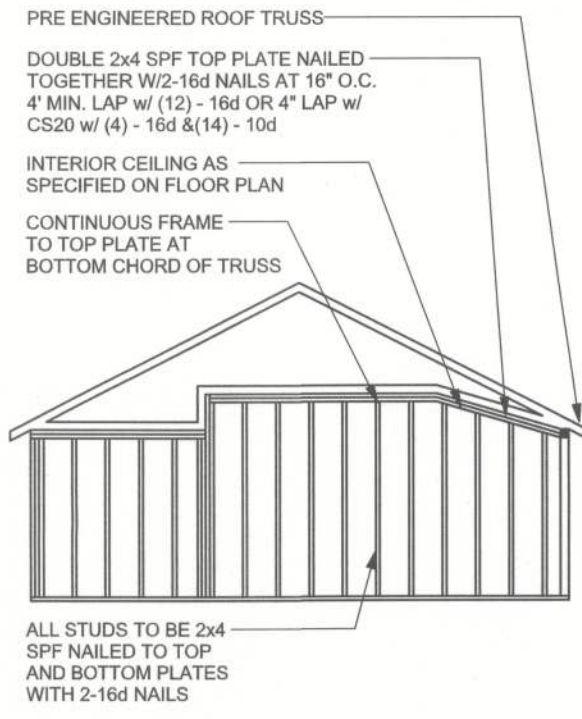 PRE ENGINEERED ROOF TRUSS
DOUBLE 2x4 SPF TOP PLATE NAILED
TOGETHER W/2-16d NAILS AT 16" O.C.
4' MIN. LAP w/ (12) - 16d OR 4" LAP w/
CS20 w/ (4) - 16d &(14) - 10d
INTERIOR CEILING AS
SPECIFIED ON FLOOR PLAN
CONTINUOUS FRAME
TO TOP PLATE AT
BOTTOM CHORD OF TRUSS
ALL STUDS TO BE 2x4
SPF NAILED TO TOP
AND BOTTOM PLATES
WITH 2-16d NAILS